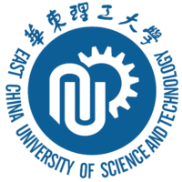 華東理工大學
EAST CHINA UNIVERSITY OF SCIENCE AND TECHNOLOGY